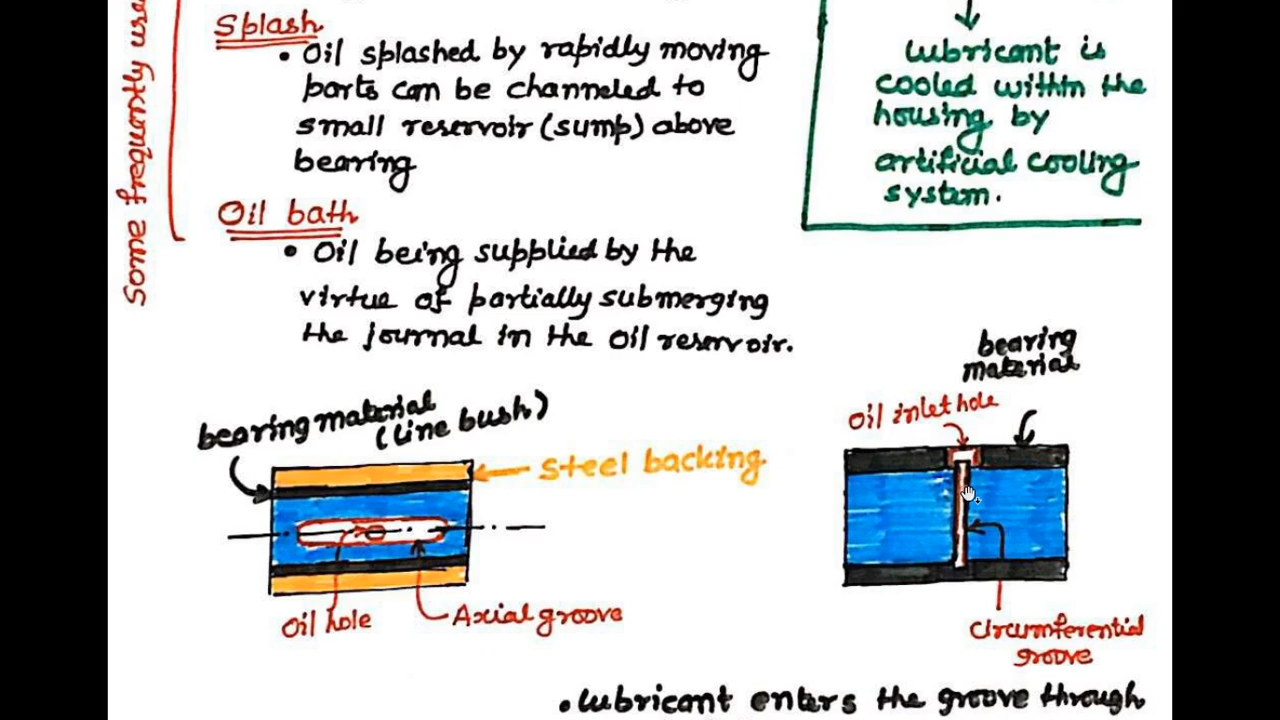 Splash
• Oil splashed by rapidly moving
parts can be channeled to
small reservoir (sump) above
bearing
Oil bath
• Oil being supplied by the
virtue of partially submerging
the journal in the oil reservoir.
lubricant is
cooled within the
housing by
artificial cooling
system.
bearing material
(line bush)
steel backing
Oil hole
Axial groove
bearing
material
Oil inlet hole
Circumferential
groove
• lubricant enters the groove through
Some frequently